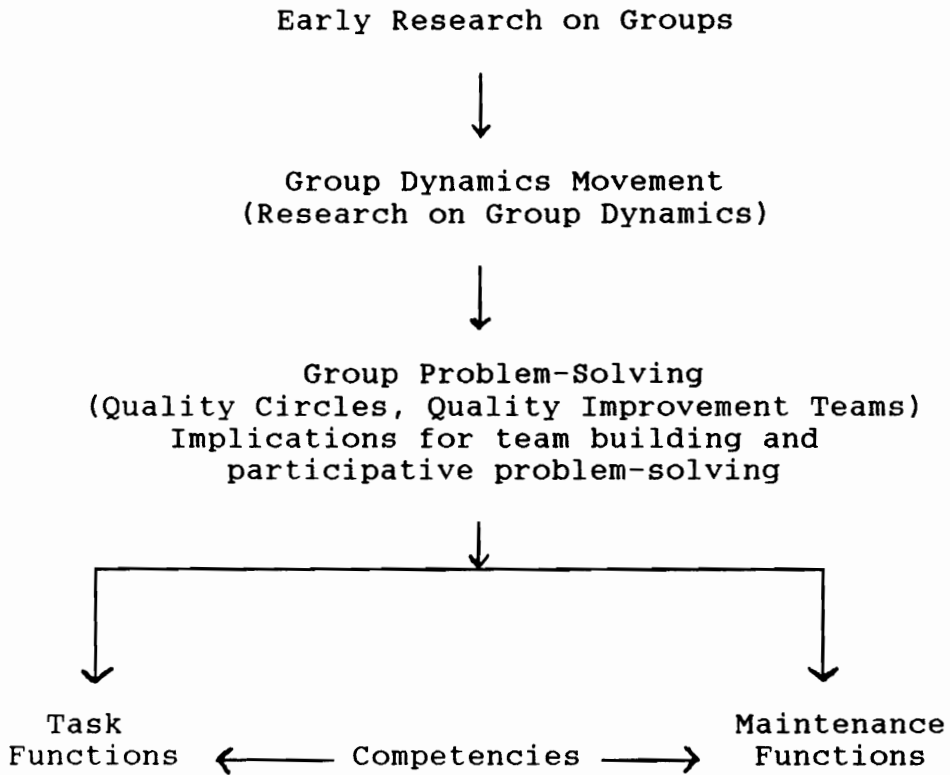 Early Research on Groups
Group Dynamics Movement
(Research on Group Dynamics)
Group Problem-Solving
(Quality Circles, Quality Improvement Teams)
Implications for team building and
participative problem-solving
Task
Functions
Competencies
Maintenance
Functions